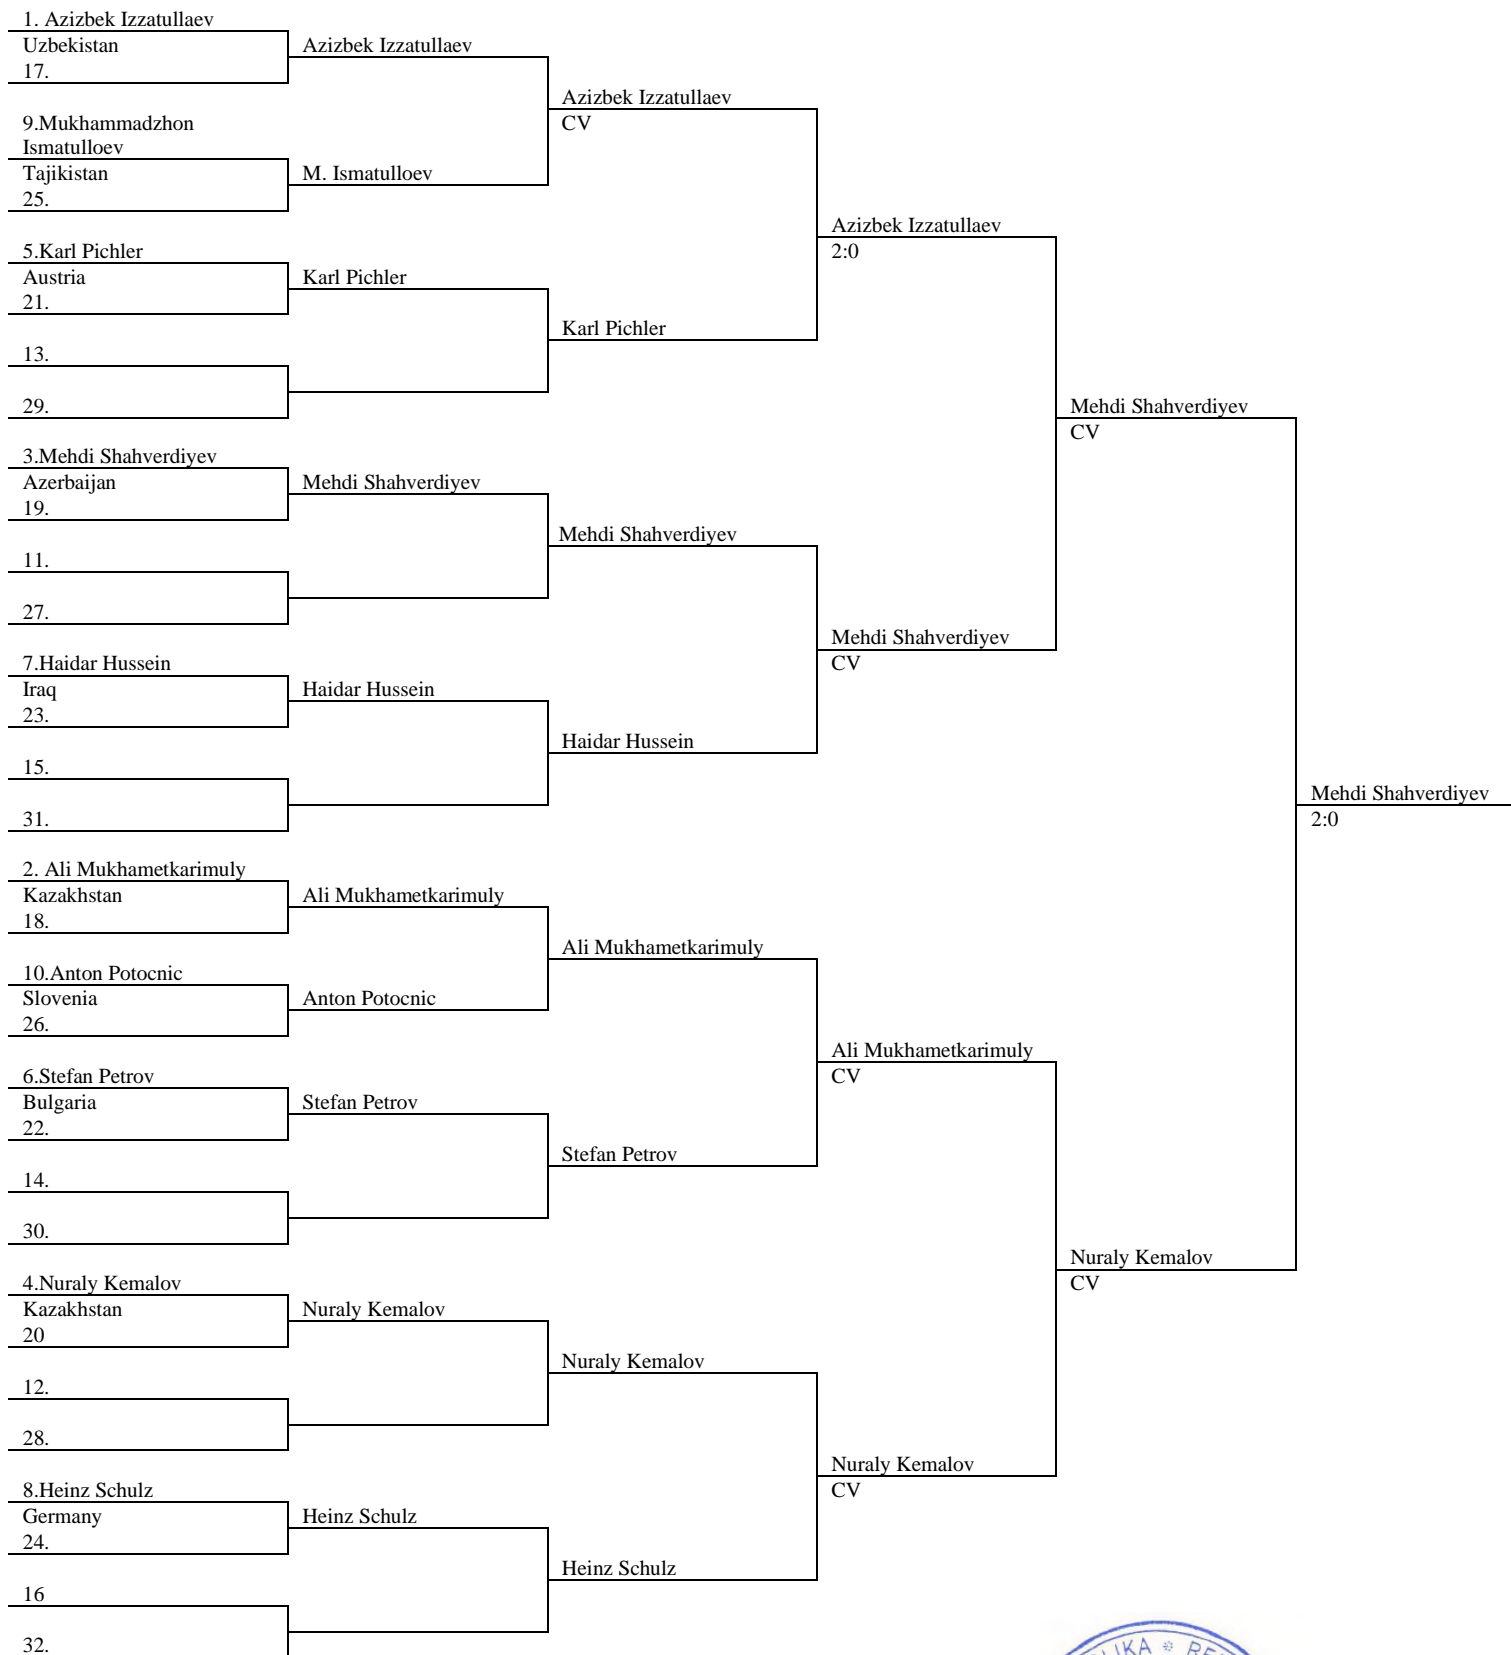 1. Azizbek Izzatullaev
Uzbekistan
17.
9.Mukhammadzhon
Ismatulloev
Tajikistan
25.
5.Karl Pichler
Austria
21.
13.
29.
3.Mehdi Shahverdiyev
Azerbaijan
19.
11.
27.
7.Haidar Hussein
Iraq
23.
15.
31.
2. Ali Mukhametkarimuly
Kazakhstan
18.
10.Anton Potocnic
Slovenia
26.
6.Stefan Petrov
Bulgaria
22.
14.
30.
4.Nuraly Kemalov
Kazakhstan
20
12.
28.
8.Heinz Schulz
Germany
24.
16
32.
Azizbek Izzatullaev
M. Ismatulloev
Karl Pichler
Mehdi Shahverdiyev
Haidar Hussein
Ali Mukhametkarimuly
Anton Potocnic
Stefan Petrov
Nuraly Kemalov
Heinz Schulz
Azizbek Izzatullaev
CV
Karl Pichler
Mehdi Shahverdiyev
Haidar Hussein
Ali Mukhametkarimuly
Stefan Petrov
Nuraly Kemalov
Heinz Schulz
Azizbek Izzatullaev
2:0
Mehdi Shahverdiyev
CV
Ali Mukhametkarimuly
CV
Nuraly Kemalov
CV
Mehdi Shahverdiyev
CV
Nuraly Kemalov
CV
Mehdi Shahverdiyev
2:0